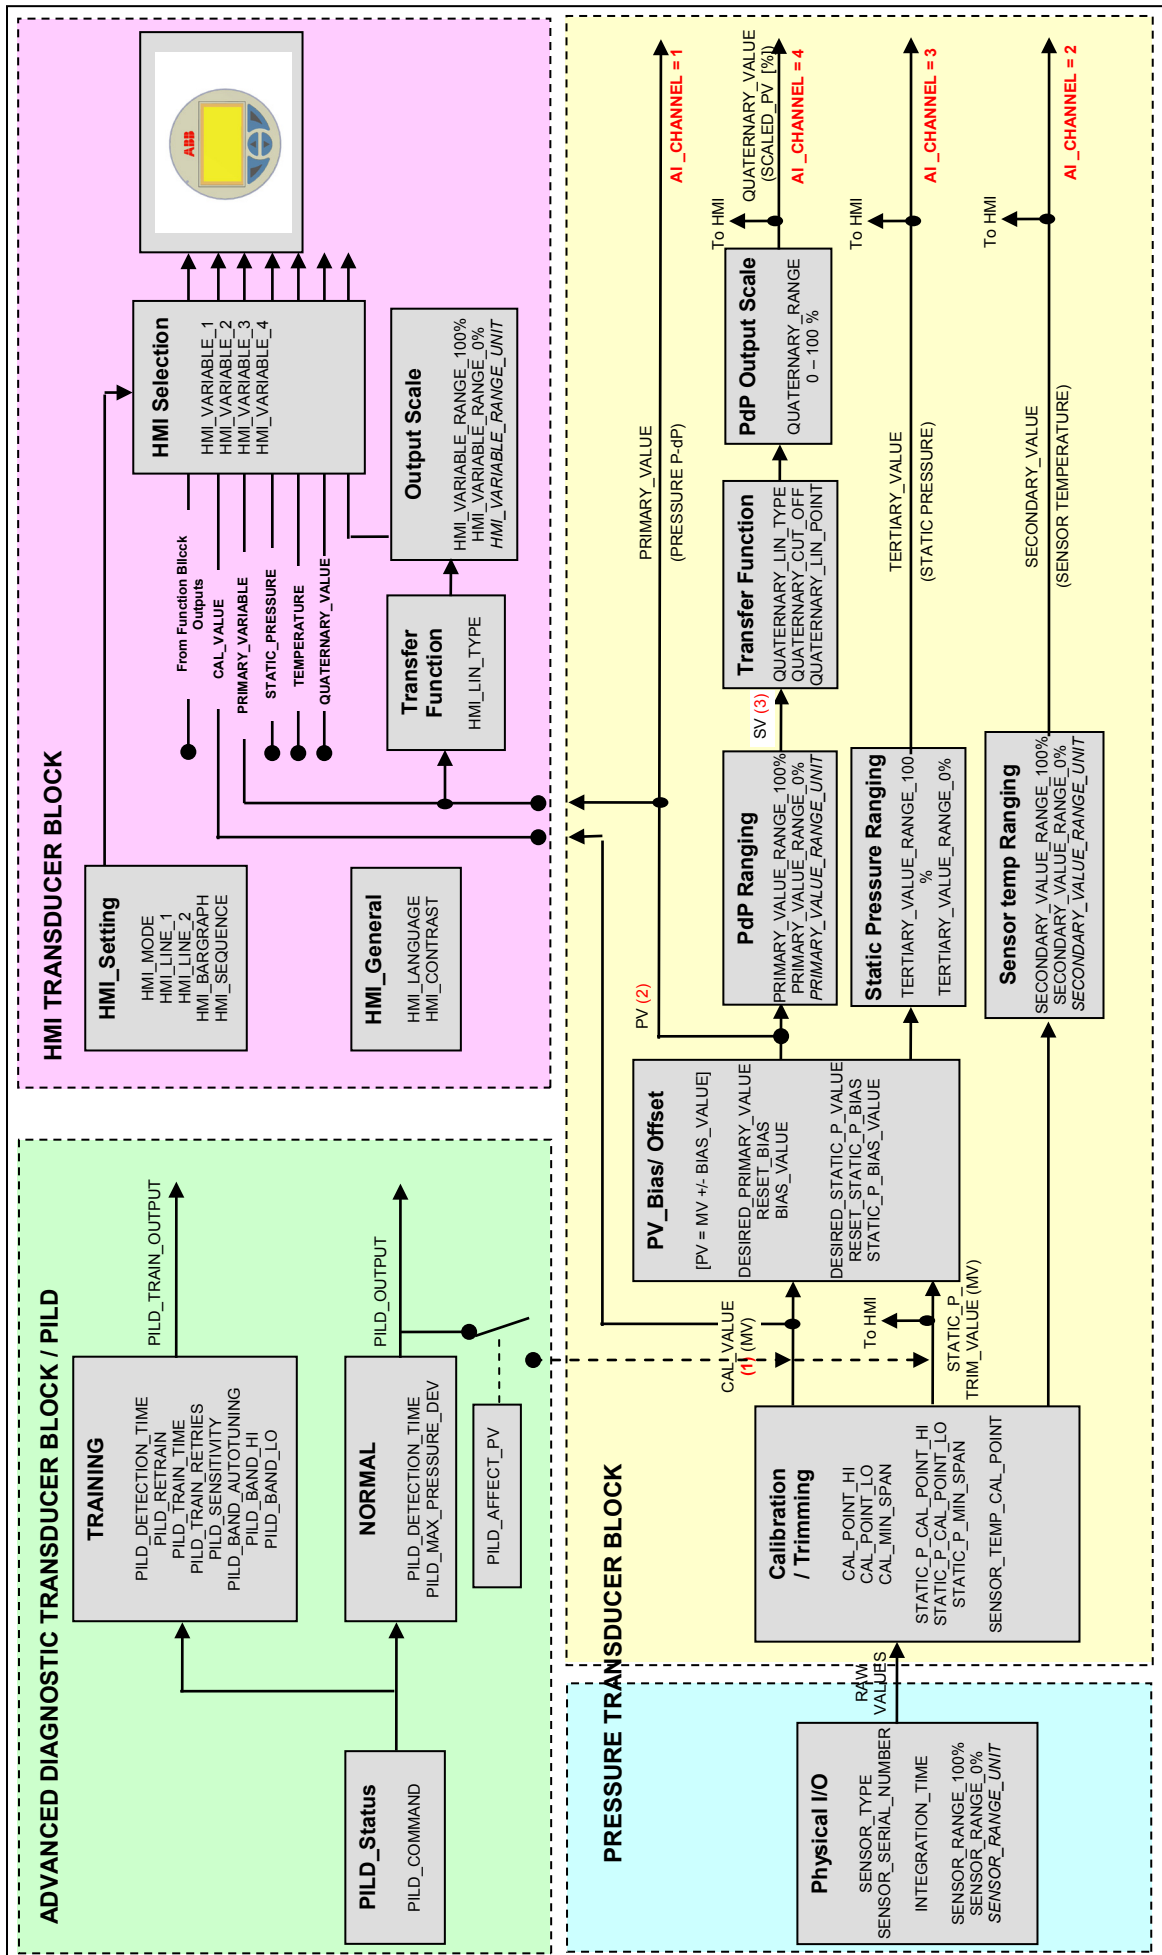 ADVANCED DIAGNOSTIC TRANSDUCER BLOCK / PILD
PILD_Status
PILD_COMMAND
TRAINING
PILD_DETECTION_TIME
PILD_RETRAIN
PILD_TRAIN_TIME
PILD_TRAIN_RETRIES
PILD_SENSITIVITY
PILD_BAND_AUTOTUNING
PILD_BAND_HI
PILD_BAND_LO
PILD_TRAIN_OUTPUT
NORMAL
PILD_DETECTION_TIME
PILD_MAX_PRESSURE_DEV
PILD_OUTPUT
PILD_AFFECT_PV
HMI TRANSDUCER BLOCK
HMI_Setting
HMI_MODE
HMI_LINE_1
HMI_LINE_2
HMI_BARGRAPH
HMI_SEQUENCE
HMI_General
HMI_LANGUAGE
HMI_CONTRAST
From Function Bllcck
Outputs
CAL_VALUE
PRIMARY_VARIABLE
STATIC_PRESSURE
TEMPERATURE
QUATERNARY_VALUE
Transfer
Function
HMI_LIN_TYPE
HMI Selection
HMI_VARIABLE_1
HMI_VARIABLE_2
HMI_VARIABLE_3
HMI_VARIABLE_4
Output Scale
HMI_VARIABLE_RANGE_100%
HMI_VARIABLE_RANGE_0%
HMI_VARIABLE_RANGE_UNIT
ABB
PRESSURE TRANSDUCER BLOCK
Physical I/O
SENSOR_TYPE
SENSOR_SERIAL_NUMBER
INTEGRATION_TIME
SENSOR_RANGE_100%
SENSOR_RANGE_0%
SENSOR_RANGE_UNIT
RAW
VALUES
Calibration
/ Trimming
CAL_POINT_HI
CAL_POINT_LO
CAL_MIN_SPAN
STATIC_P_CAL_POINT_HI
STATIC_P_CAL_POINT_LO
STATIC_P_MIN_SPAN
SENSOR_TEMP_CAL_POINT
CAL_VALUE
(1) (MV)
To HMI
STATIC_P_
TRIM_VALUE (MV)
PV_Bias/ Offset
[PV = MV +/- BIAS_VALUE]
DESIRED_PRIMARY_VALUE
RESET_BIAS
BIAS_VALUE
DESIRED_STATIC_P_VALUE
RESET_STATIC_P_BIAS
STATIC_P_BIAS_VALUE
PV (2)
PdP Ranging
PRIMARY_VALUE_RANGE_100%
PRIMARY_VALUE_RANGE_0%
PRIMARY_VALUE_RANGE_UNIT
Static Pressure Ranging
TERTIARY_VALUE_RANGE_100
%
TERTIARY_VALUE_RANGE_0%
Sensor temp Ranging
SECONDARY_VALUE_RANGE_100%
SECONDARY_VALUE_RANGE_0%
SECONDARY_VALUE_RANGE_UNIT
SV (3)
Transfer Function
QUATERNARY_LIN_TYPE
QUATERNARY_CUT_OFF
QUATERNARY_LIN_POINT
PRIMARY_VALUE
(PRESSURE P-dP)
PdP Output Scale
QUATERNARY_RANGE
0 – 100 %
TERTIARY_VALUE
(STATIC PRESSURE)
SECONDARY_VALUE
(SENSOR TEMPERATURE)
To HMI
To HMI
To HMI
QUATERNARY_VALUE
(SCALED_PV [%])
AI_CHANNEL = 1
AI_CHANNEL = 4
AI_CHANNEL = 3
AI_CHANNEL = 2